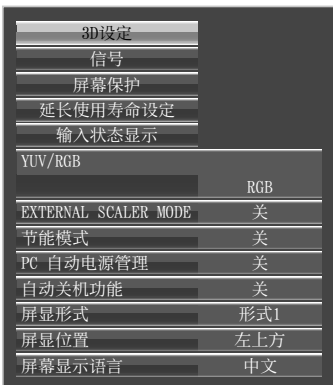 3D设定
信号
屏幕保护
延长使用寿命设定
输入状态显示
YUV/RGB
RGB
EXTERNAL SCALER MODE 关
节能模式 关
PC 自动电源管理 关
自动关机功能 关
屏显形式 形式1
屏显位置 左上方
屏幕显示语言 中文